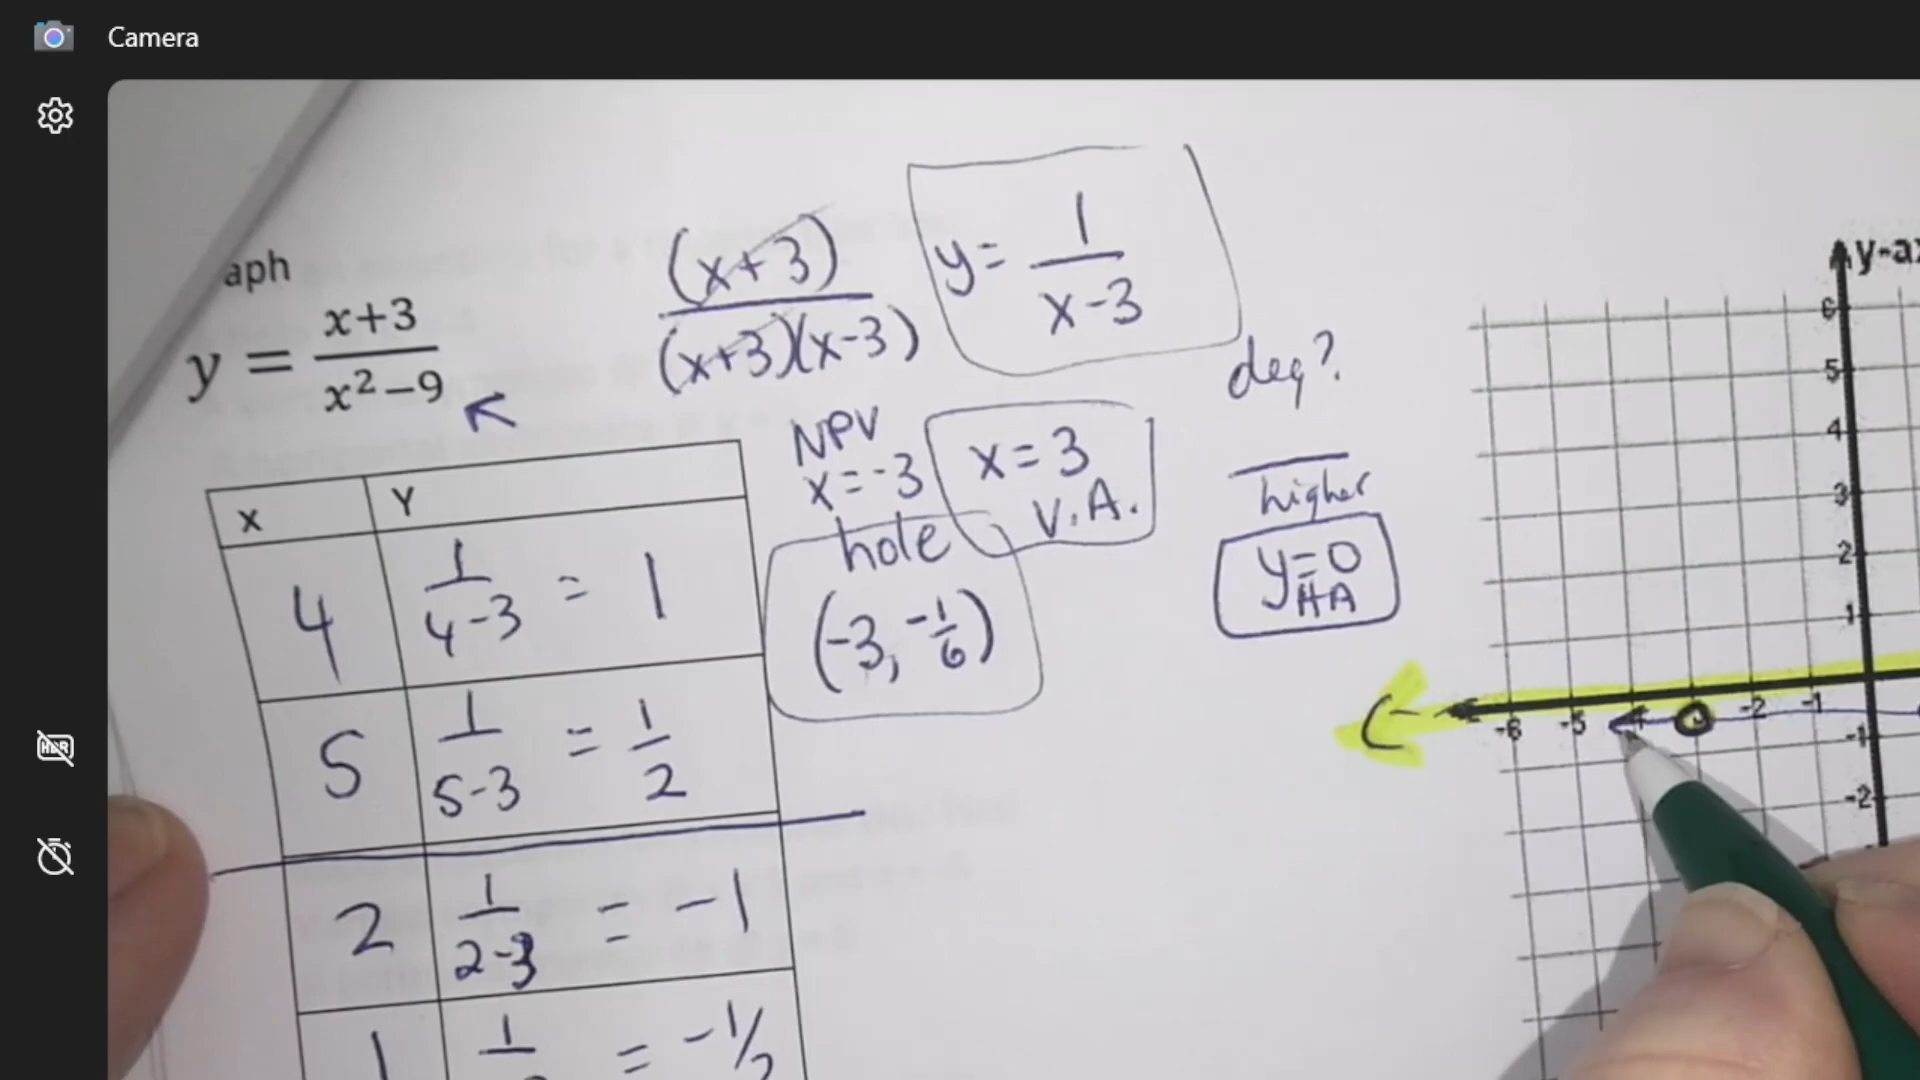 Camera
aph
y = x+3 / x²−9
(x+3) / (x+3)(x-3)
y= 1 / x-3
NPV
x=-3
hole
(-3, -1/6)
x=3
V.A.
deg?
higher
y=0
HA
X Y
4 1/4-3 = 1
5 1/5-3 = 1/2
2 1/2-3 = -1
1 1 = -1/2
y-ax
6
5
4
3
2
1
-6 -5 -4 -2 -1
-1
-2